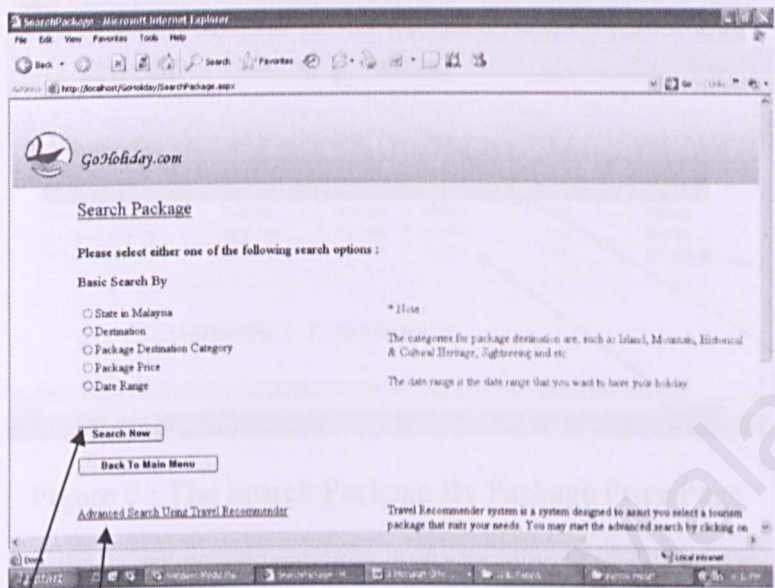 SearchPackage - Microsoft Internet Explorer
File Edit View Favorites Tools Help
Back Search Favorites
Address http://localhost/GoHoliday/SearchPackage.aspx Go Links
GoHoliday.com
Search Package
Please select either one of the following search options :
Basic Search By
State in Malaysia
Destination
Package Destination Category
Package Price
Date Range
* Note :
The categories for package destination are, such as Island, Mountain, Historical
& Cultural Heritage, Sightseeing and etc
The date range is the date range that you want to have your holiday
Search Now
Back To Main Menu
Advanced Search Using Travel Recommender
Travel Recommender system is a system designed to assist you select a tourism
package that suits your needs. You may start the advanced search by clicking on
Done
Local intranet
start
Mala